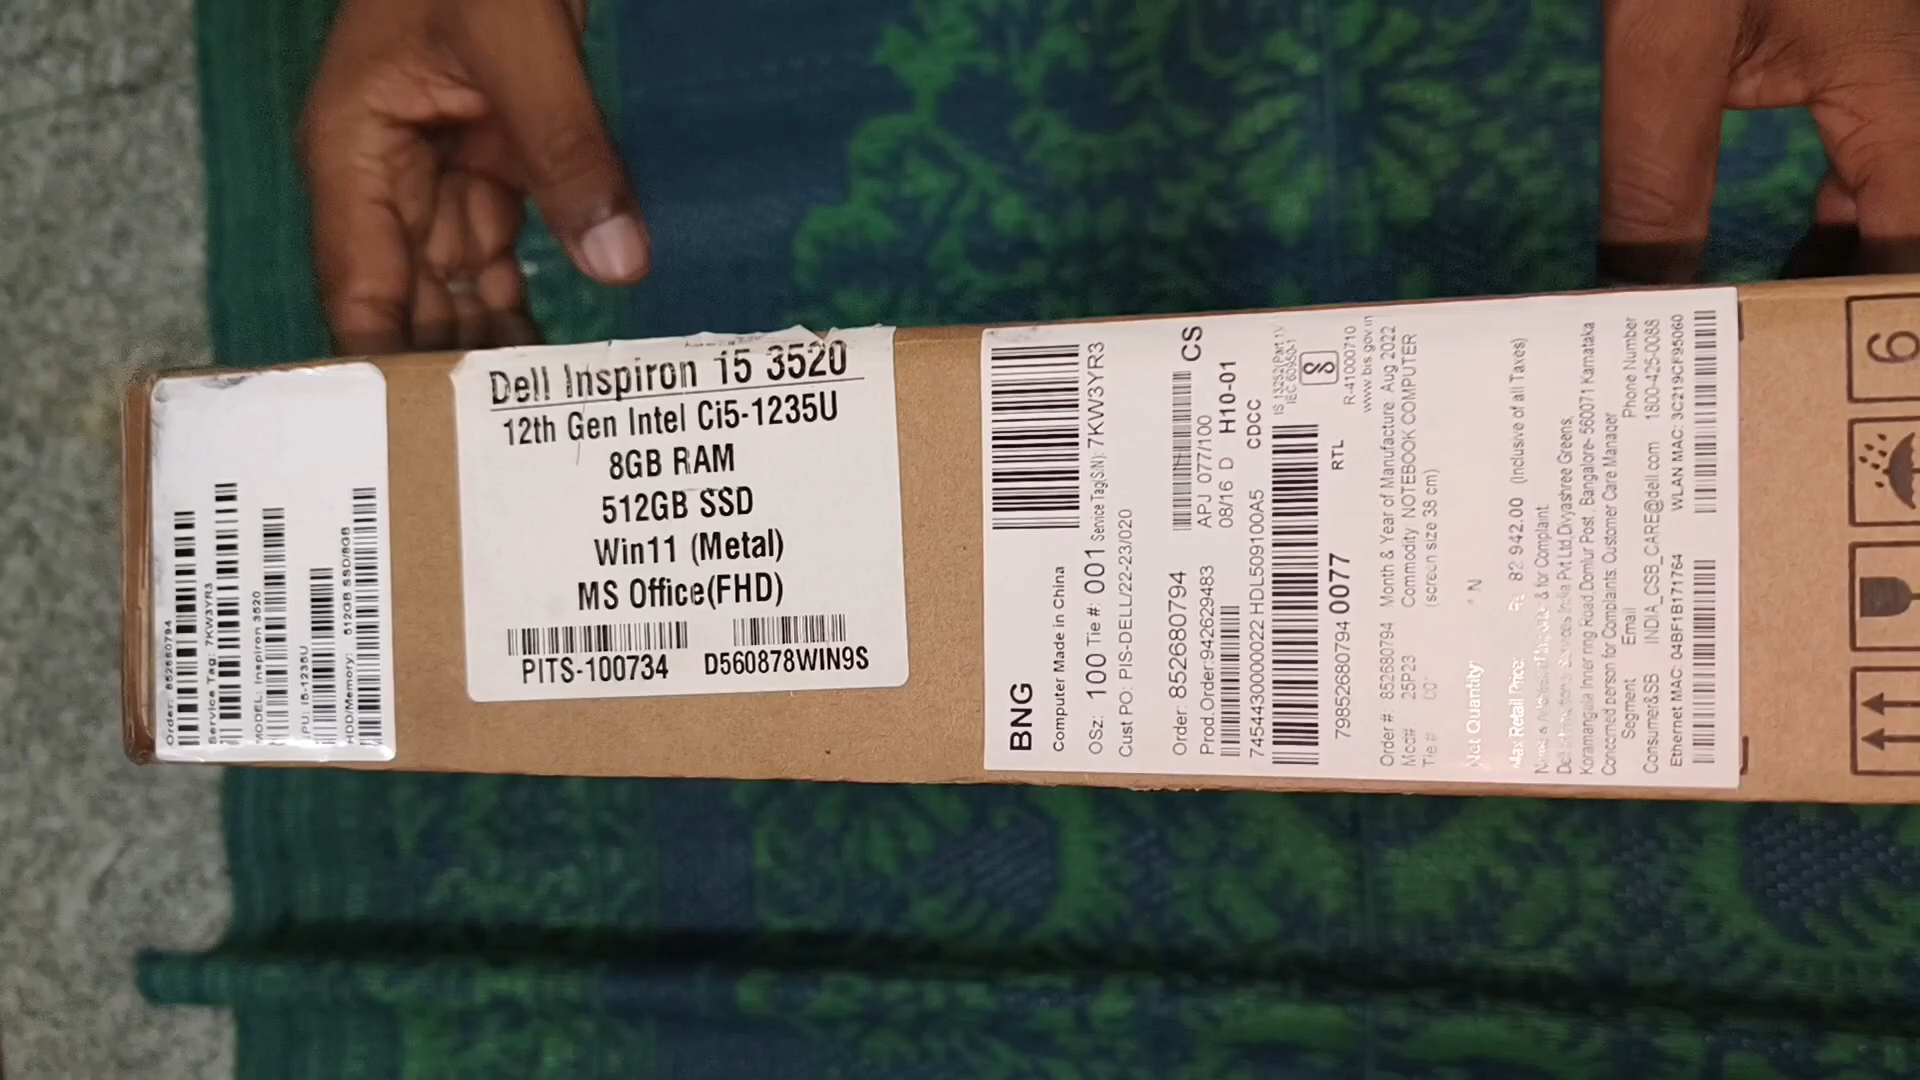 Order: 852680794
Service Tag: 7KW3YR3
MODEL: Inspiron 3520
PU: I5-1235U
HDD/Memory: 512GB SSD/8GB
Dell Inspiron 15 3520
12th Gen Intel Ci5-1235U
8GB RAM
512GB SSD
Win11 (Metal)
MS Office(FHD)
PITS-100734 D560878WIN9S
BNG
Computer Made in China
OSz: 100 Tie #: 001 Service Tag(S\N): 7KW3YR3
Cust PO: PIS-DELL/22-23/020
Order: 852680794 APJ 077/100 CS
Prod.Order:942629483 08/16 D H10-01
7454430000022 HDL509100A5 CDCC
IS 13252(Part 1)\
IEC 60950-1
R-41000710
www.bis.gov.in
79852680794 0077 RTL
Order #: 852680794 Month & Year of Manufacture: Aug 2022
Mod# 25P23 Commodity NOTEBOOK COMPUTER
Tie # (screen size 38 cm)
Net Quantity N
Max Retail Price: 82 942.00 (Inclusive of all Taxes)
& for Complaint
India Pvt Ltd,Divyashree Greens,
Koramangala Inner ring Road,Domlur Post, Bangalore- 560071 Karnataka
Concerned person for Complaints: Customer Care Manager
Segment Email Phone Number
Consumer&SB INDIA_CSB_CARE@dell.com 1800-425-0088
Ethernet MAC: 04BF1B171764 WLAN MAC: 3C219CF95060
6